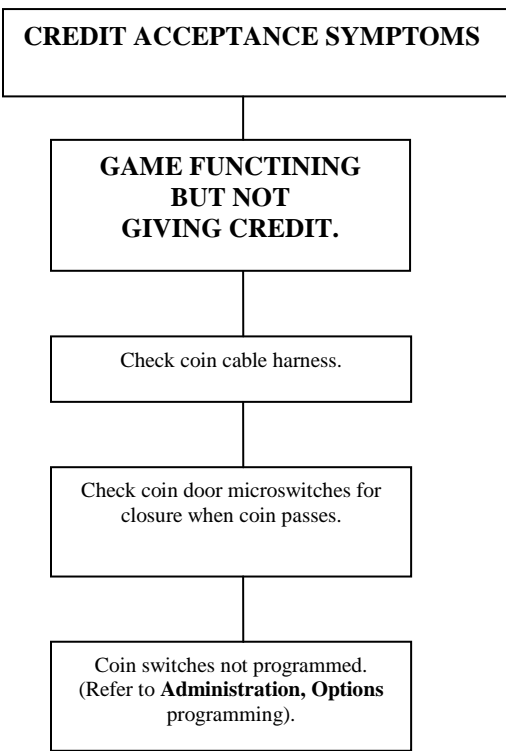 CREDIT ACCEPTANCE SYMPTOMS
GAME FUNCTINING
BUT NOT
GIVING CREDIT.
Check coin cable harness.
Check coin door microswitches for
closure when coin passes.
Coin switches not programmed.
(Refer to Administration, Options
programming).